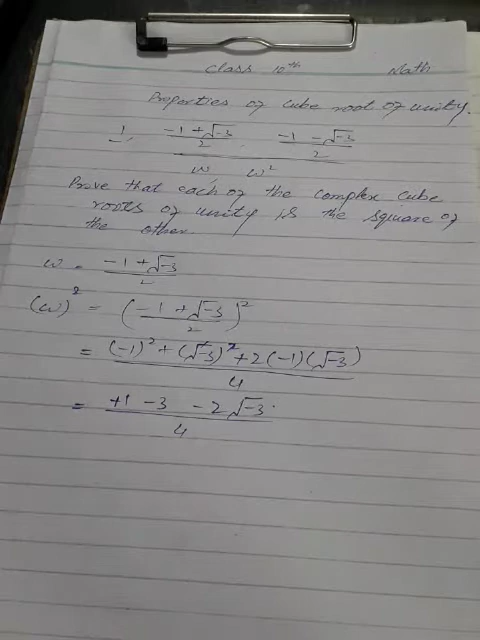 Class 10th Math
Properties of cube root of unity.
1, (-1 + √-3)/2, (-1 - √-3)/2
w, w²
Prove that each of the complex cube
roots of unity is the square of
the other
w = (-1 + √-3)/2
(w)² = ((-1 + √-3)/2)²
= ((-1)² + (√-3)² + 2(-1)(√-3))/4
= (+1 - 3 - 2√-3)/4